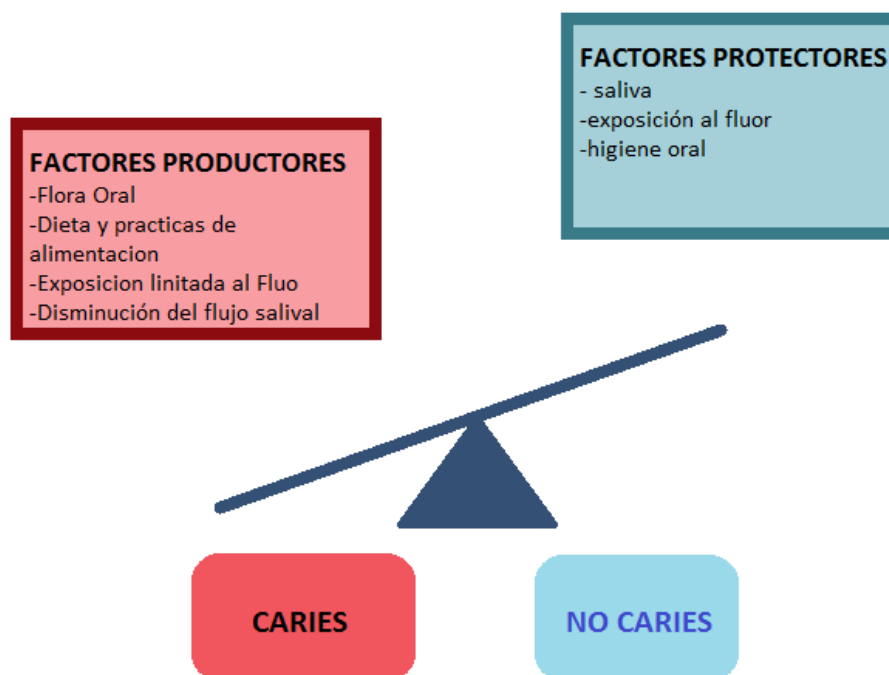 FACTORES PROTECTORES
- saliva
-exposición al fluor
-higiene oral
FACTORES PRODUCTORES
-Flora Oral
-Dieta y practicas de
alimentacion
-Exposicion linitada al Fluo
-Disminución del flujo salival
CARIES
NO CARIES